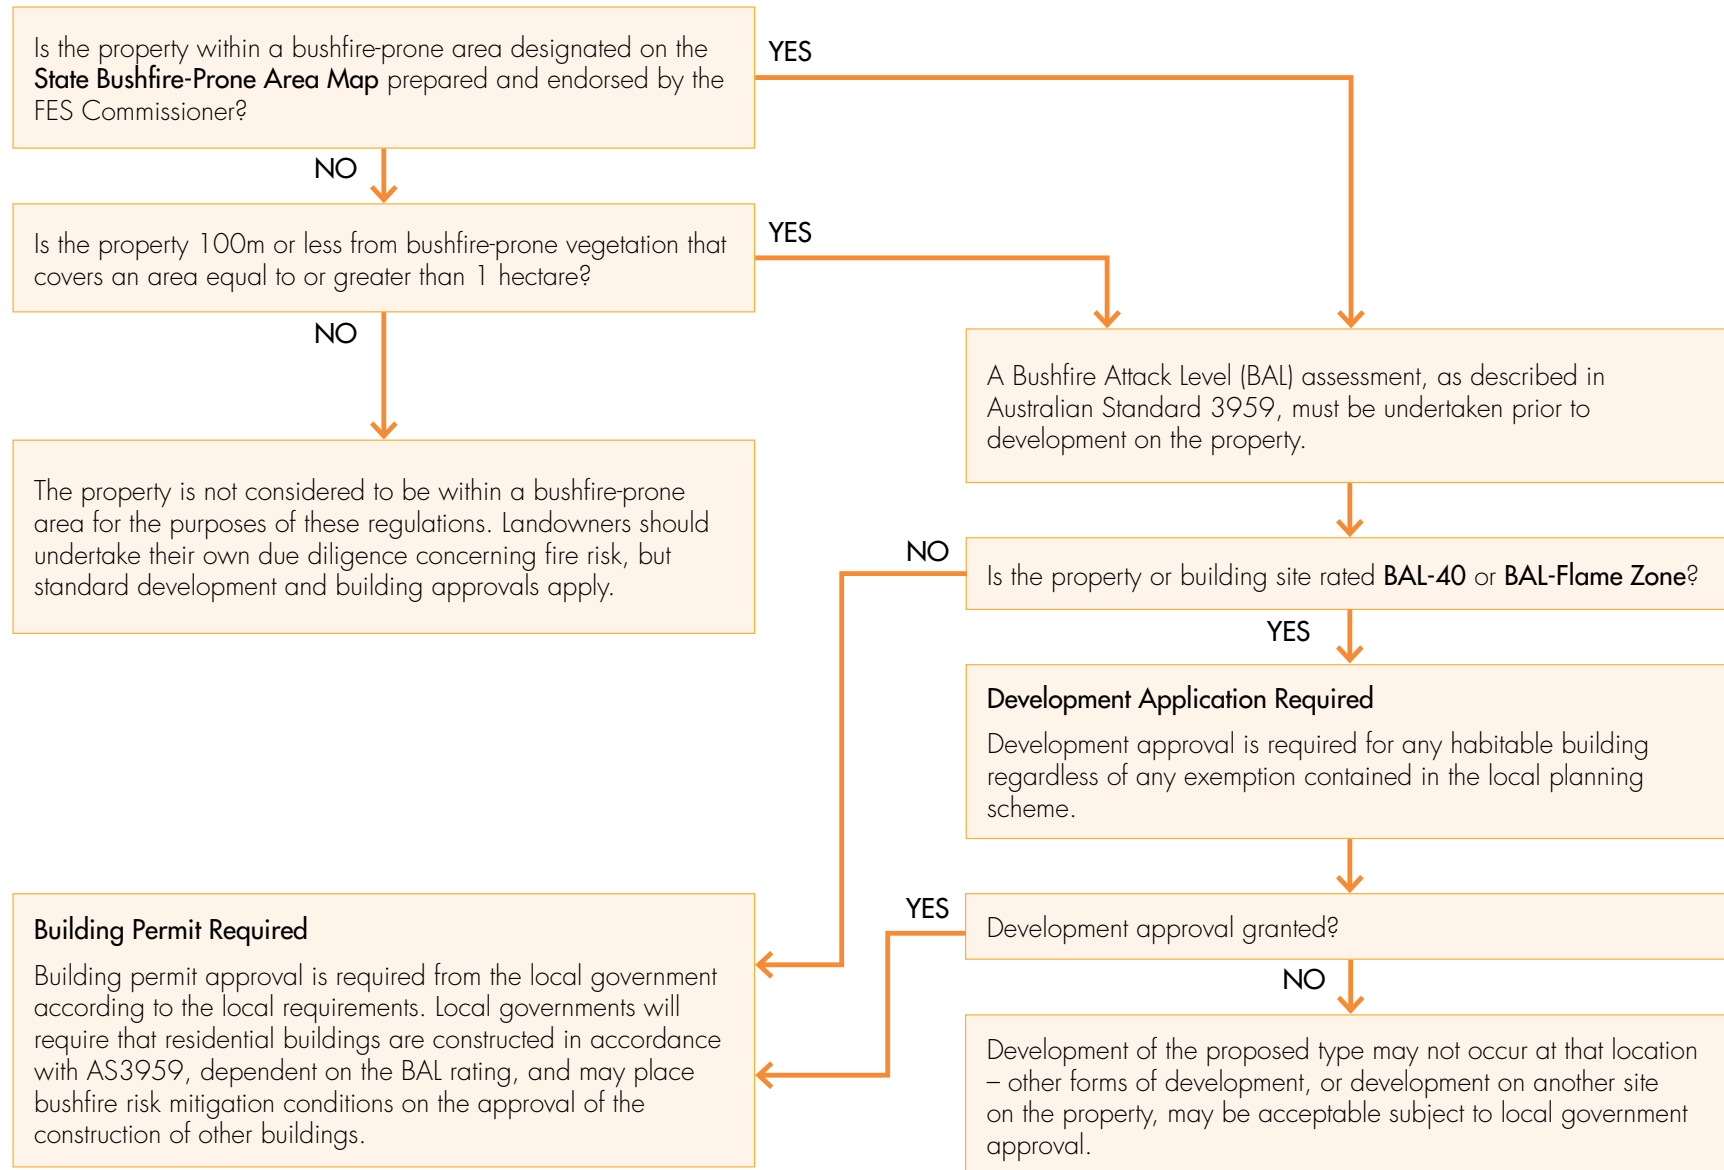 Is the property within a bushfire-prone area designated on the
State Bushfire-Prone Area Map prepared and endorsed by the
FES Commissioner?
YES
NO
Is the property 100m or less from bushfire-prone vegetation that
covers an area equal to or greater than 1 hectare?
YES
NO
The property is not considered to be within a bushfire-prone
area for the purposes of these regulations. Landowners should
undertake their own due diligence concerning fire risk, but
standard development and building approvals apply.
A Bushfire Attack Level (BAL) assessment, as described in
Australian Standard 3959, must be undertaken prior to
development on the property.
Is the property or building site rated BAL-40 or BAL-Flame Zone?
NO
YES
Development Application Required
Development approval is required for any habitable building
regardless of any exemption contained in the local planning
scheme.
Development approval granted?
YES
NO
Building Permit Required
Building permit approval is required from the local government
according to the local requirements. Local governments will
require that residential buildings are constructed in accordance
with AS3959, dependent on the BAL rating, and may place
bushfire risk mitigation conditions on the approval of the
construction of other buildings.
Development of the proposed type may not occur at that location
– other forms of development, or development on another site
on the property, may be acceptable subject to local government
approval.